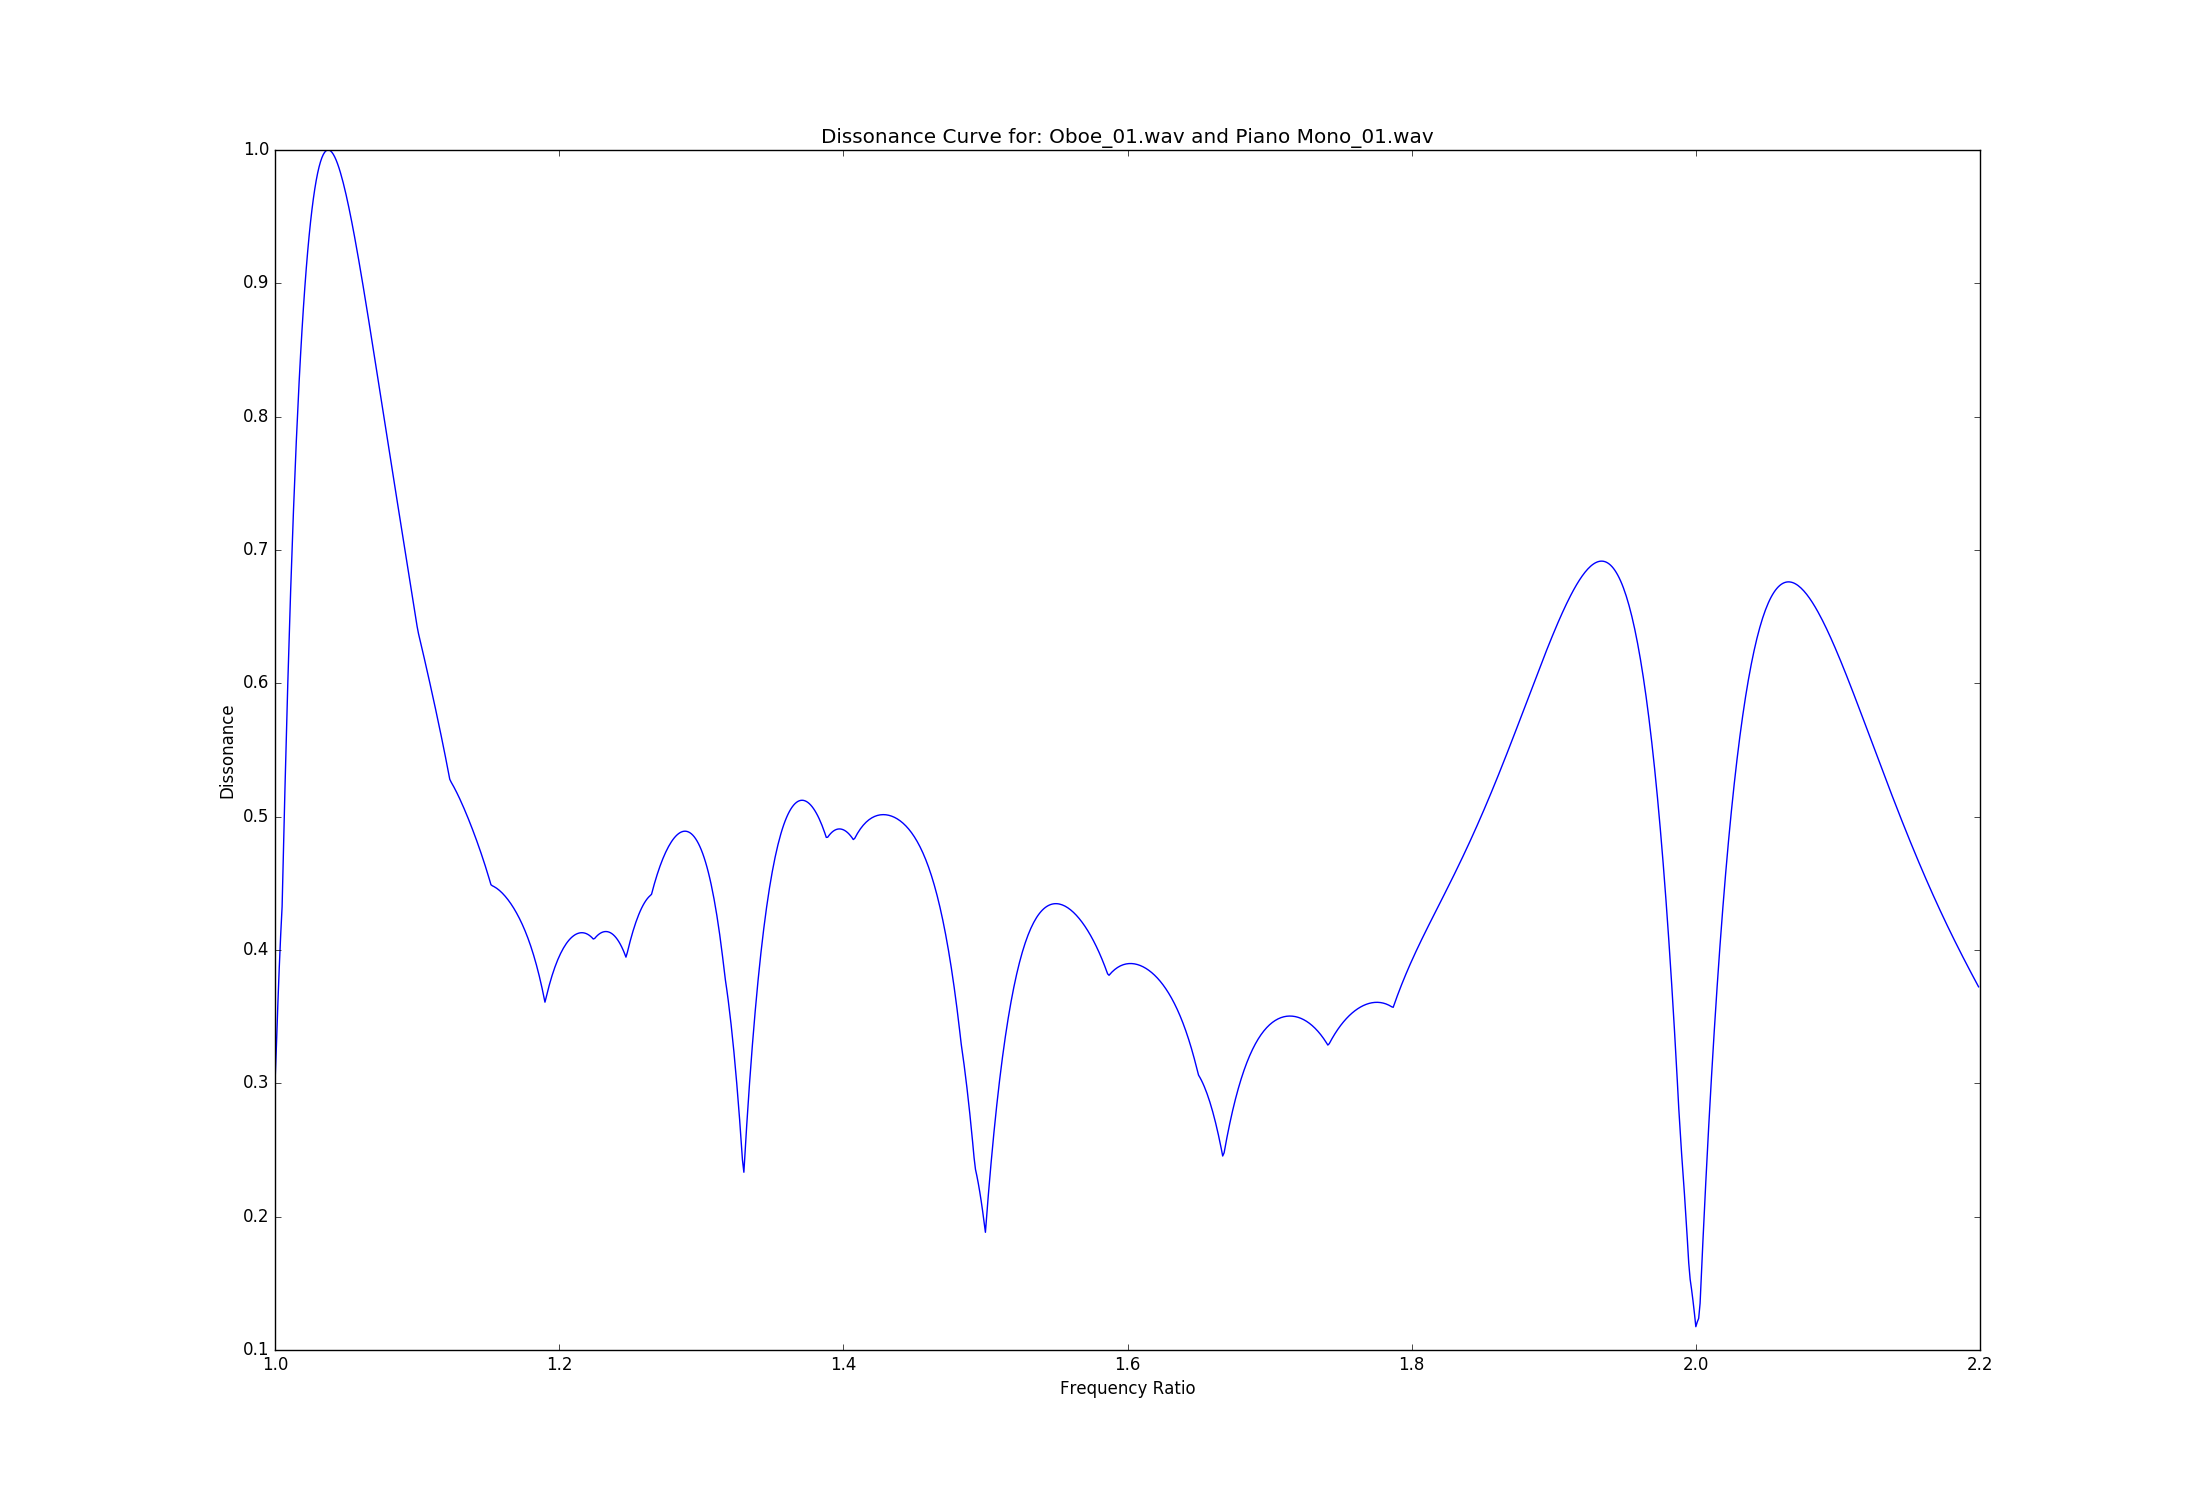 Dissonance Curve for: Oboe_01.wav and Piano Mono_01.wav
1.0
0.9
0.8
0.7
0.6
0.5
0.4
0.3
0.2
0.1
Dissonance
1.0 1.2 1.4 1.6 1.8 2.0 2.2
Frequency Ratio